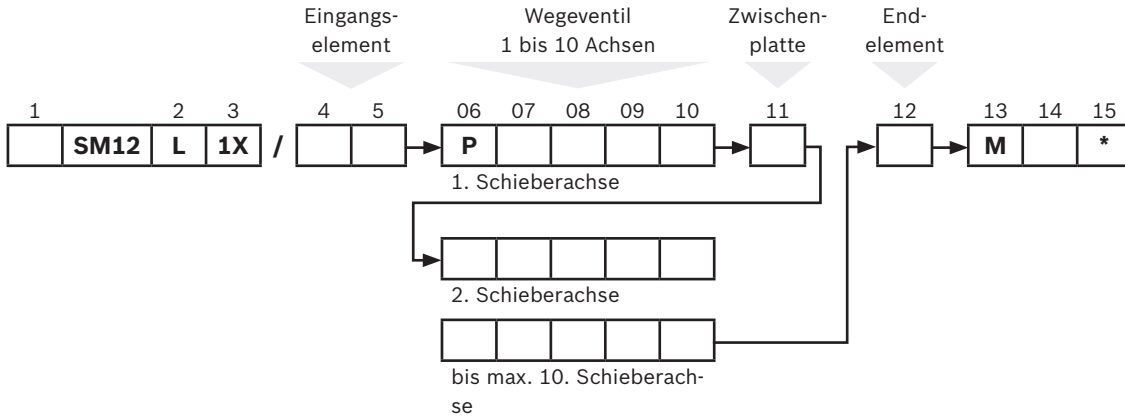 Eingangs-
element
Wegeventil
1 bis 10 Achsen
Zwischen-
platte
End-
element
1 2 3 4 5 06 07 08 09 10 11 12 13 14 15
SM12 L 1X / P M *
1. Schieberachse
2. Schieberachse
bis max. 10. Schieberach-
se